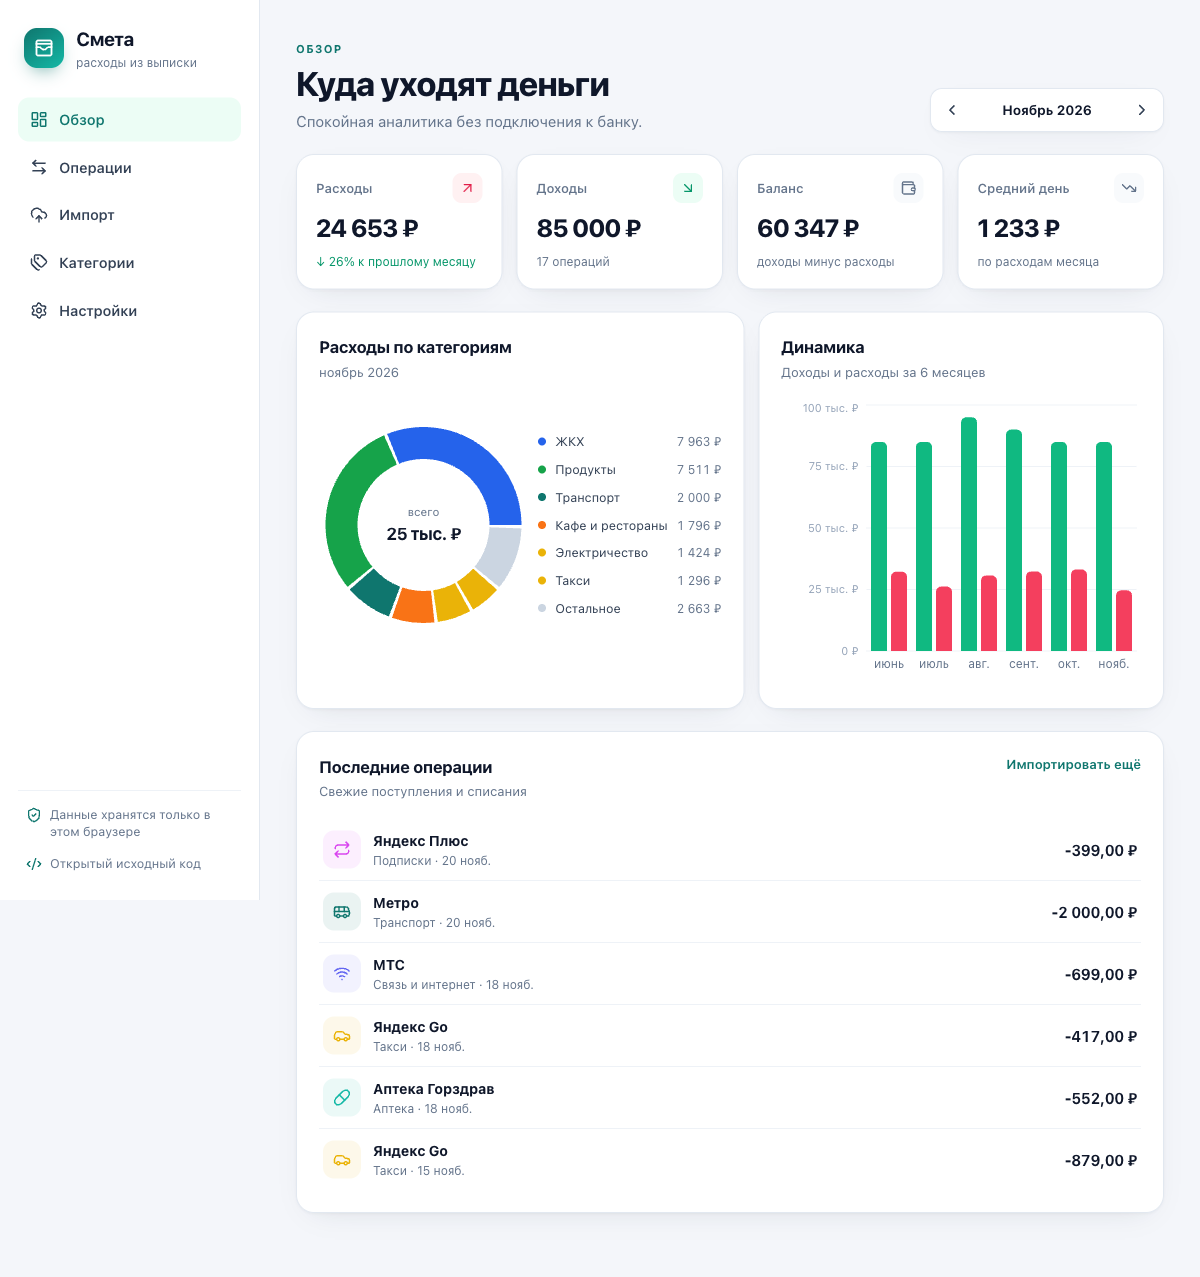 Смета
расходы из выписки
Обзор
Операции
Импорт
Категории
Настройки
Данные хранятся только в
этом браузере
Открытый исходный код
ОБЗОР
Куда уходят деньги
Спокойная аналитика без подключения к банку.
Ноябрь 2026
Расходы
24 653 ₽
↓ 26% к прошлому месяцу
Доходы
85 000 ₽
17 операций
Баланс
60 347 ₽
доходы минус расходы
Средний день
1 233 ₽
по расходам месяца
Расходы по категориям
ноябрь 2026
всего
25 тыс. ₽
ЖКХ 7 963 ₽
Продукты 7 511 ₽
Транспорт 2 000 ₽
Кафе и рестораны 1 796 ₽
Электричество 1 424 ₽
Такси 1 296 ₽
Остальное 2 663 ₽
Динамика
Доходы и расходы за 6 месяцев
100 тыс. ₽
75 тыс. ₽
50 тыс. ₽
25 тыс. ₽
0 ₽
июнь июль авг. сент. окт. нояб.
Последние операции
Свежие поступления и списания
Импортировать ещё
Яндекс Плюс
Подписки · 20 нояб.
-399,00 ₽
Метро
Транспорт · 20 нояб.
-2 000,00 ₽
МТС
Связь и интернет · 18 нояб.
-699,00 ₽
Яндекс Go
Такси · 18 нояб.
-417,00 ₽
Аптека Горздрав
Аптека · 18 нояб.
-552,00 ₽
Яндекс Go
Такси · 15 нояб.
-879,00 ₽